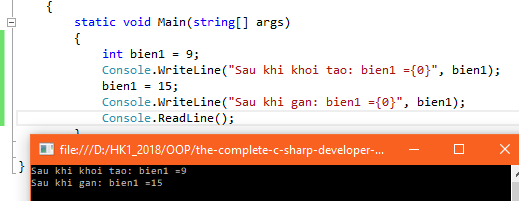 {
static void Main(string[] args)
{
int bien1 = 9;
Console.WriteLine("Sau khi khoi tao: bien1 ={0}", bien1);
bien1 = 15;
Console.WriteLine("Sau khi gan: bien1 ={0}", bien1);
Console.ReadLine();
}
}
file:///D:/HK1_2018/OOP/the-complete-c-sharp-developer-...
Sau khi khoi tao: bien1 =9
Sau khi gan: bien1 =15